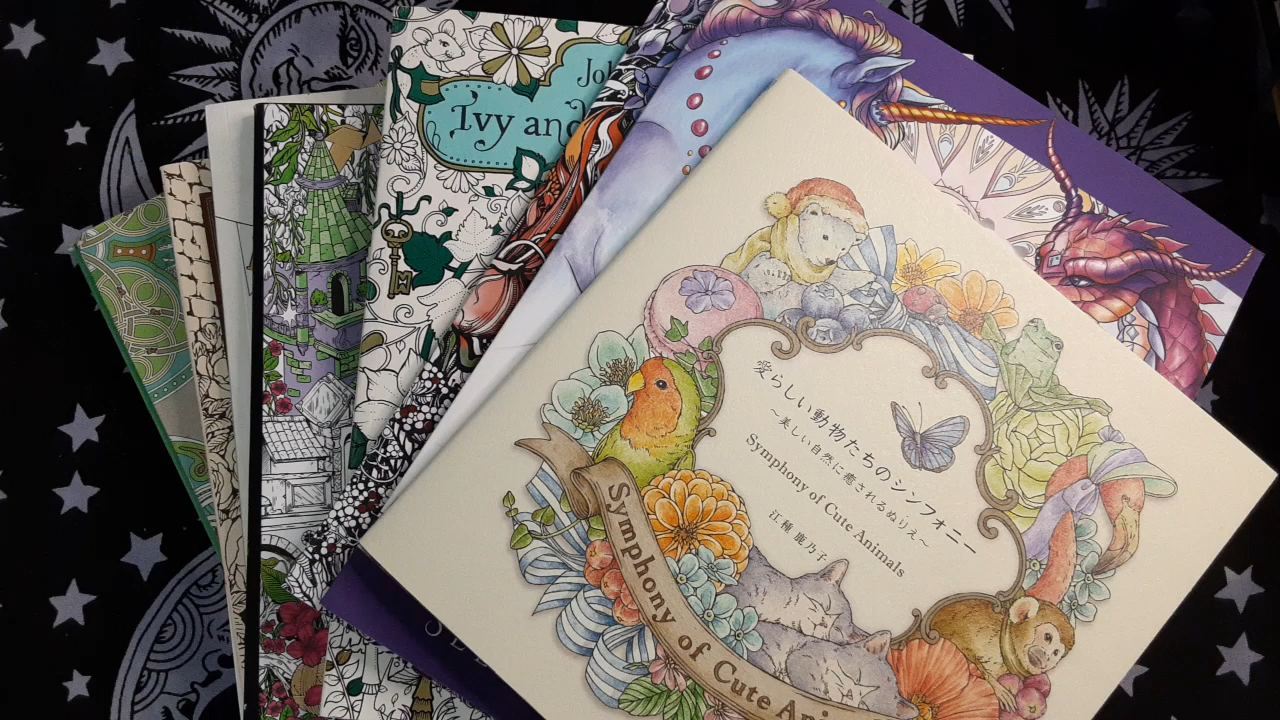 Joh
Ivy and
愛らしい動物たちのシンフォニー
～美しい自然に癒されるぬりえ～
Symphony of Cute Animals
江種 鹿乃子
Symphony of Cute Ani